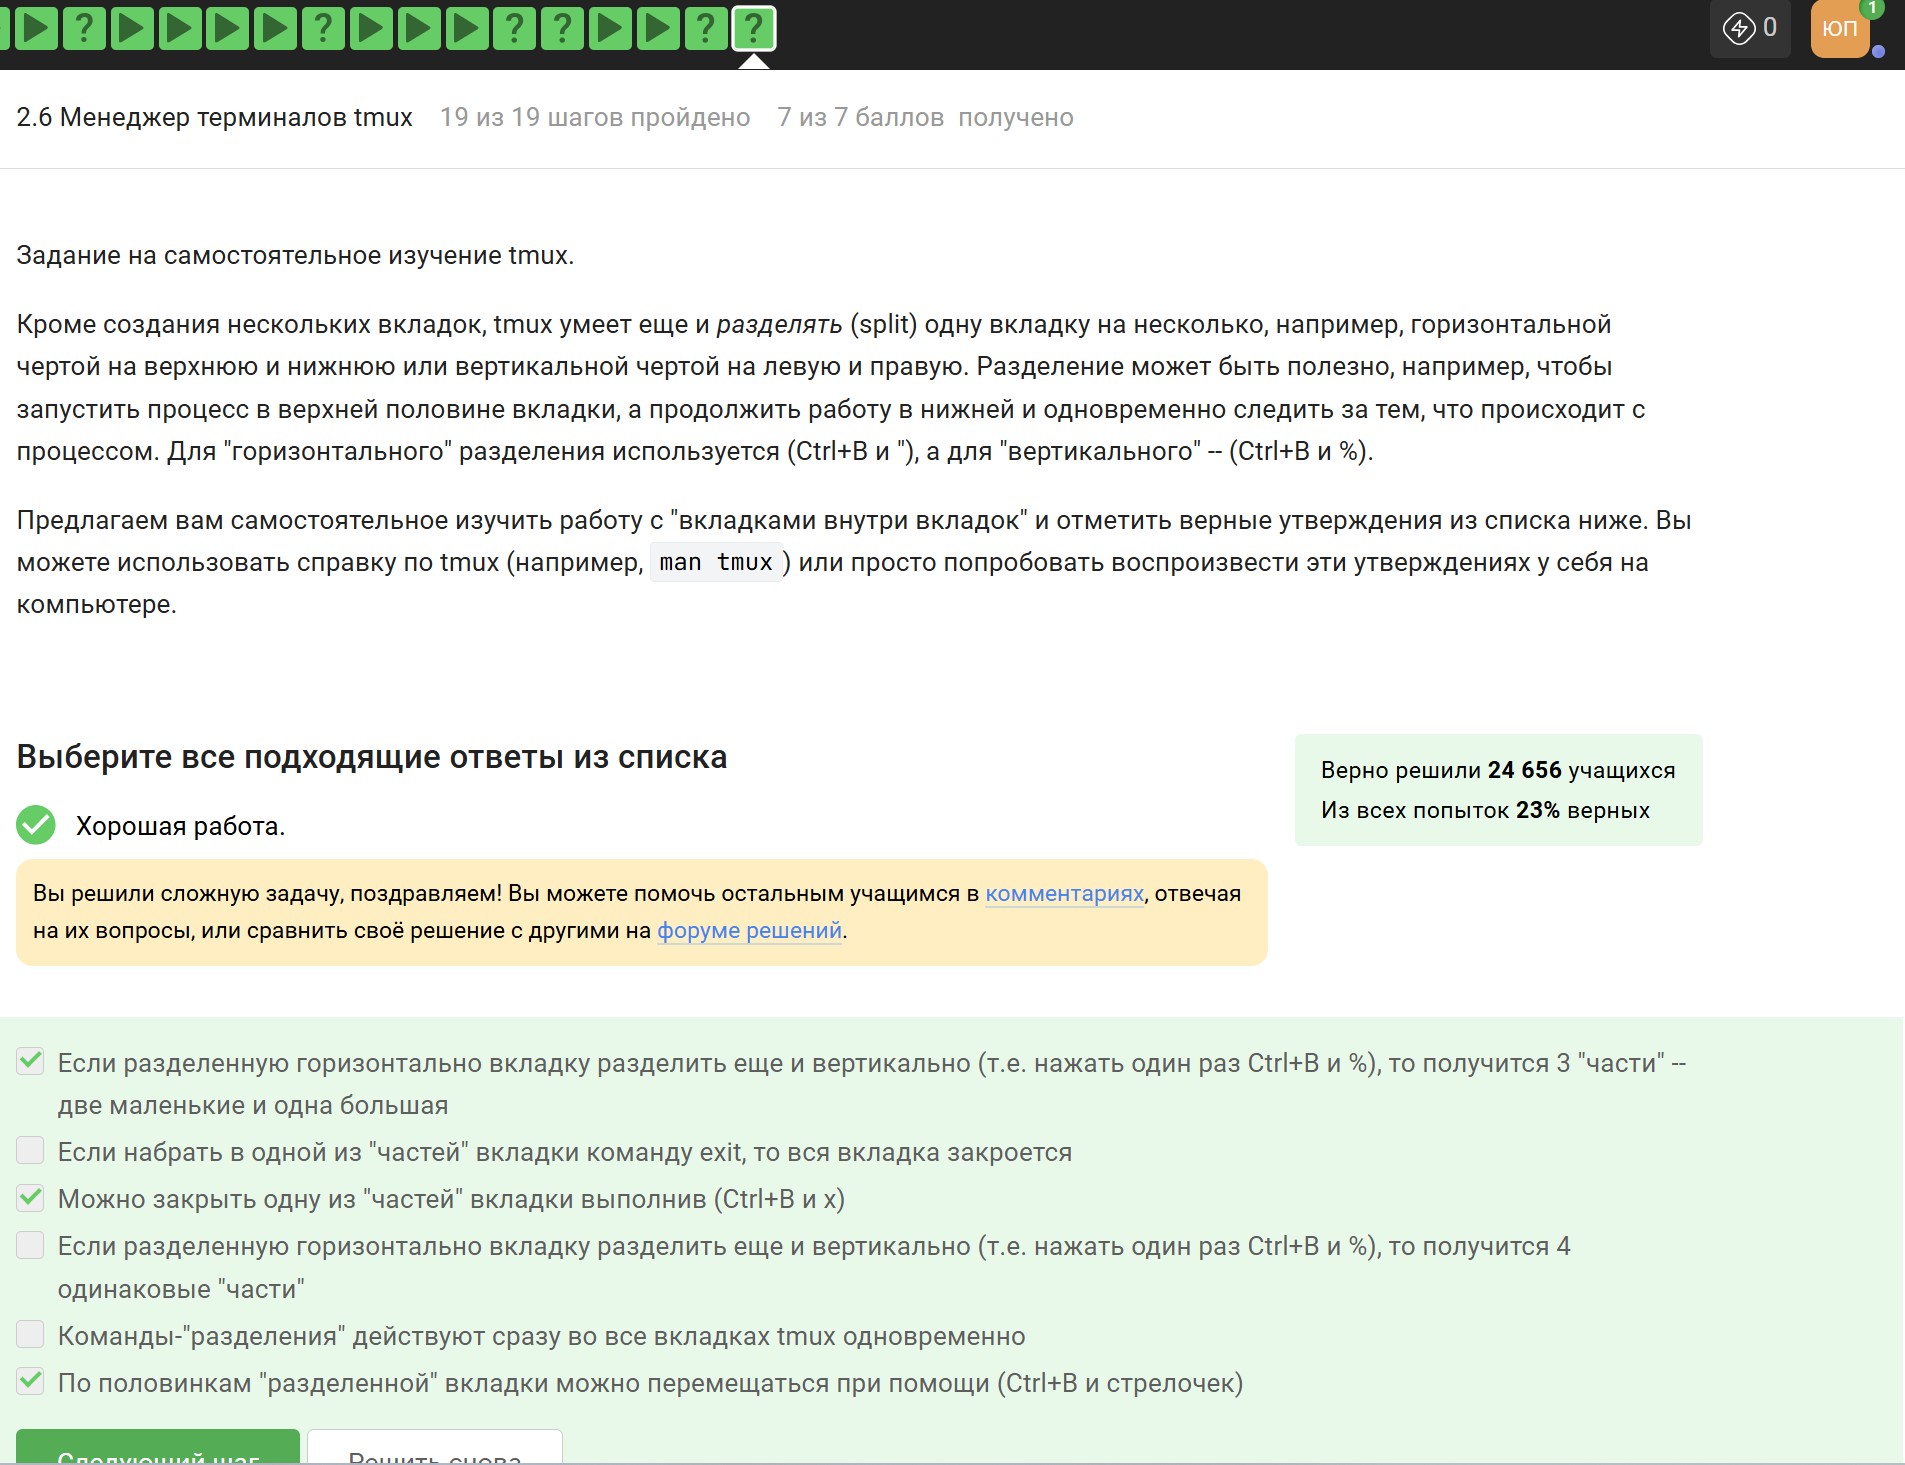 ? ? ? ? ? ?
0
ЮП
1
2.6 Менеджер терминалов tmux 19 из 19 шагов пройдено 7 из 7 баллов получено
Задание на самостоятельное изучение tmux.
Кроме создания нескольких вкладок, tmux умеет еще и разделять (split) одну вкладку на несколько, например, горизонтальной
чертой на верхнюю и нижнюю или вертикальной чертой на левую и правую. Разделение может быть полезно, например, чтобы
запустить процесс в верхней половине вкладки, а продолжить работу в нижней и одновременно следить за тем, что происходит с
процессом. Для "горизонтального" разделения используется (Ctrl+B и "), а для "вертикального" -- (Ctrl+B и %).
Предлагаем вам самостоятельное изучить работу с "вкладками внутри вкладок" и отметить верные утверждения из списка ниже. Вы
можете использовать справку по tmux (например, man tmux ) или просто попробовать воспроизвести эти утверждениях у себя на
компьютере.
Выберите все подходящие ответы из списка
Верно решили 24 656 учащихся
Из всех попыток 23% верных
Хорошая работа.
Вы решили сложную задачу, поздравляем! Вы можете помочь остальным учащимся в комментариях, отвечая
на их вопросы, или сравнить своё решение с другими на форуме решений.
Если разделенную горизонтально вкладку разделить еще и вертикально (т.е. нажать один раз Ctrl+B и %), то получится 3 "части" --
две маленькие и одна большая
Если набрать в одной из "частей" вкладки команду exit, то вся вкладка закроется
Можно закрыть одну из "частей" вкладки выполнив (Ctrl+B и x)
Если разделенную горизонтально вкладку разделить еще и вертикально (т.е. нажать один раз Ctrl+B и %), то получится 4
одинаковые "части"
Команды-"разделения" действуют сразу во все вкладках tmux одновременно
По половинкам "разделенной" вкладки можно перемещаться при помощи (Ctrl+B и стрелочек)
Следующий шаг Решить снова